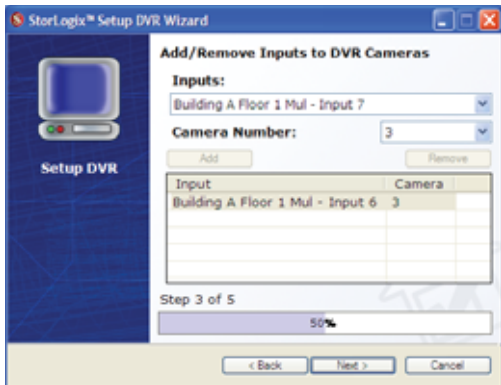 StorLogix™ Setup DVR Wizard
Add/Remove Inputs to DVR Cameras
Inputs:
Building A Floor 1 Mul - Input 7
Camera Number: 3
Add Remove
Setup DVR
Input Camera
Building A Floor 1 Mul - Input 6 3
Step 3 of 5
50%
< Back Next > Cancel